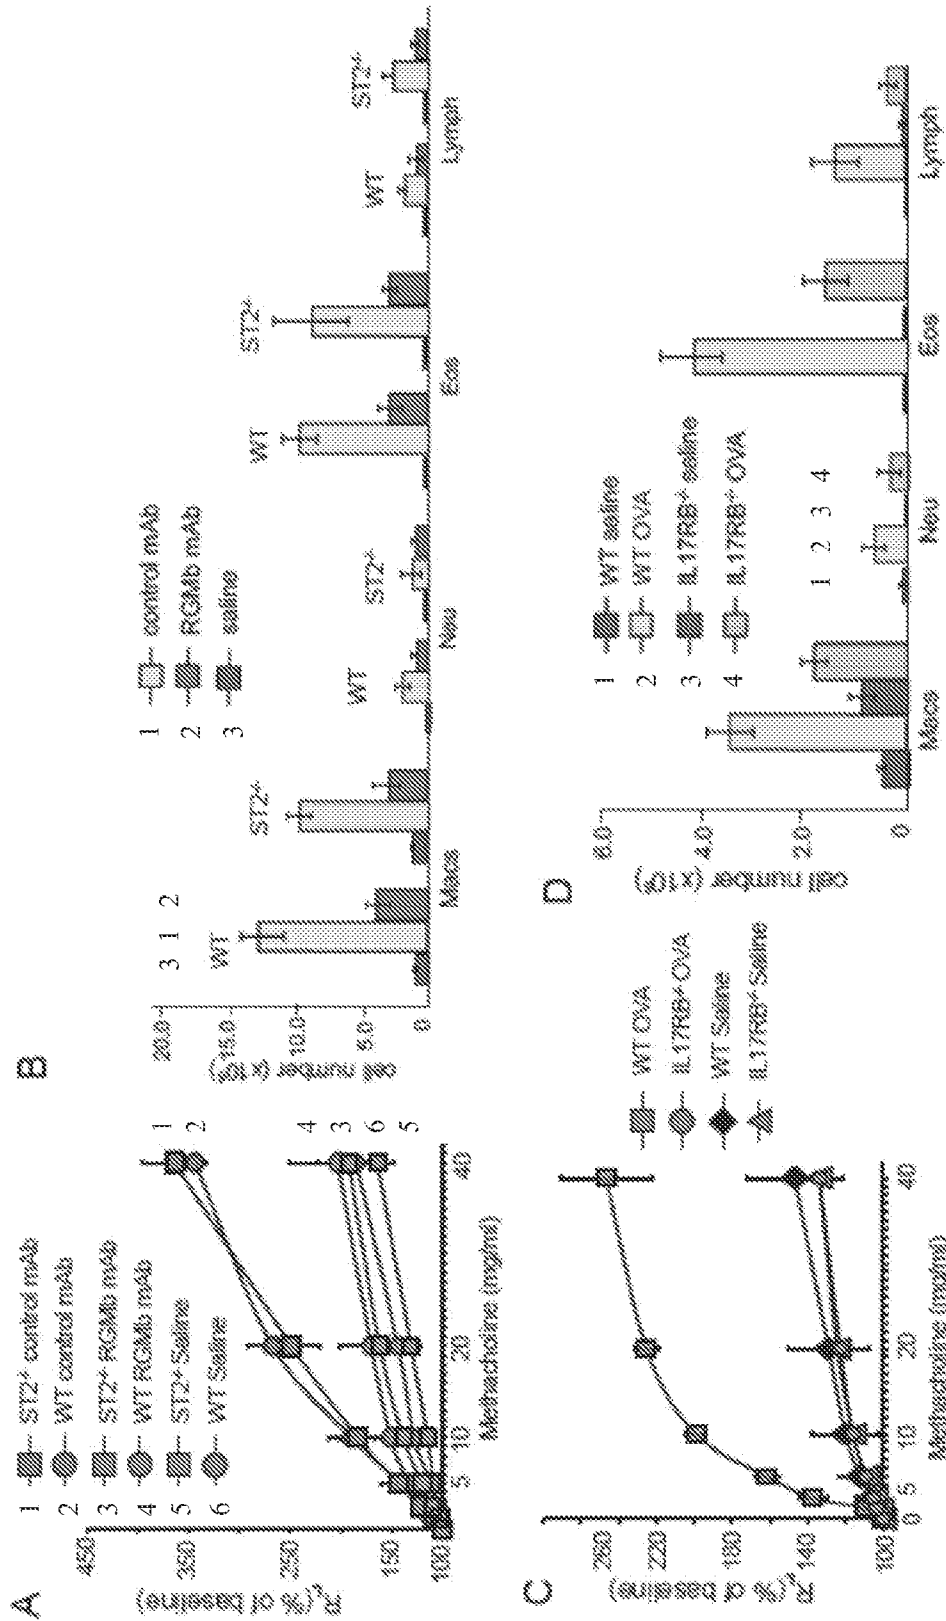 A
1 ST2-/- control mAb
2 WT control mAb
3 ST2-/- RGMb mAb
4 WT RGMb mAb
5 ST2-/- Saline
6 WT Saline
RL(% of baseline)
450
350
250
150
100
1
2
4
3
6
5
5 10 20 40
Methacholine (mg/ml)
B
1 control mAb
2 RGMb mAb
3 saline
cell number (x10⁵)
20.0
15.0
10.0
5.0
0
3 1 2
WT ST2-/- WT ST2-/- WT ST2-/- WT ST2-/-
Macs Neu Eos Lymph
C
WT OVA
IL17RB-/- OVA
WT Saline
IL17RB-/- Saline
RL(% of baseline)
260
220
180
140
100
0 5 10 20 40
Methacholine (mg/ml)
D
1 WT saline
2 WT OVA
3 IL17RB-/- saline
4 IL17RB-/- OVA
cell number (x10⁵)
6.0
4.0
2.0
0
1 2 3 4
Macs Neu Eos Lymph